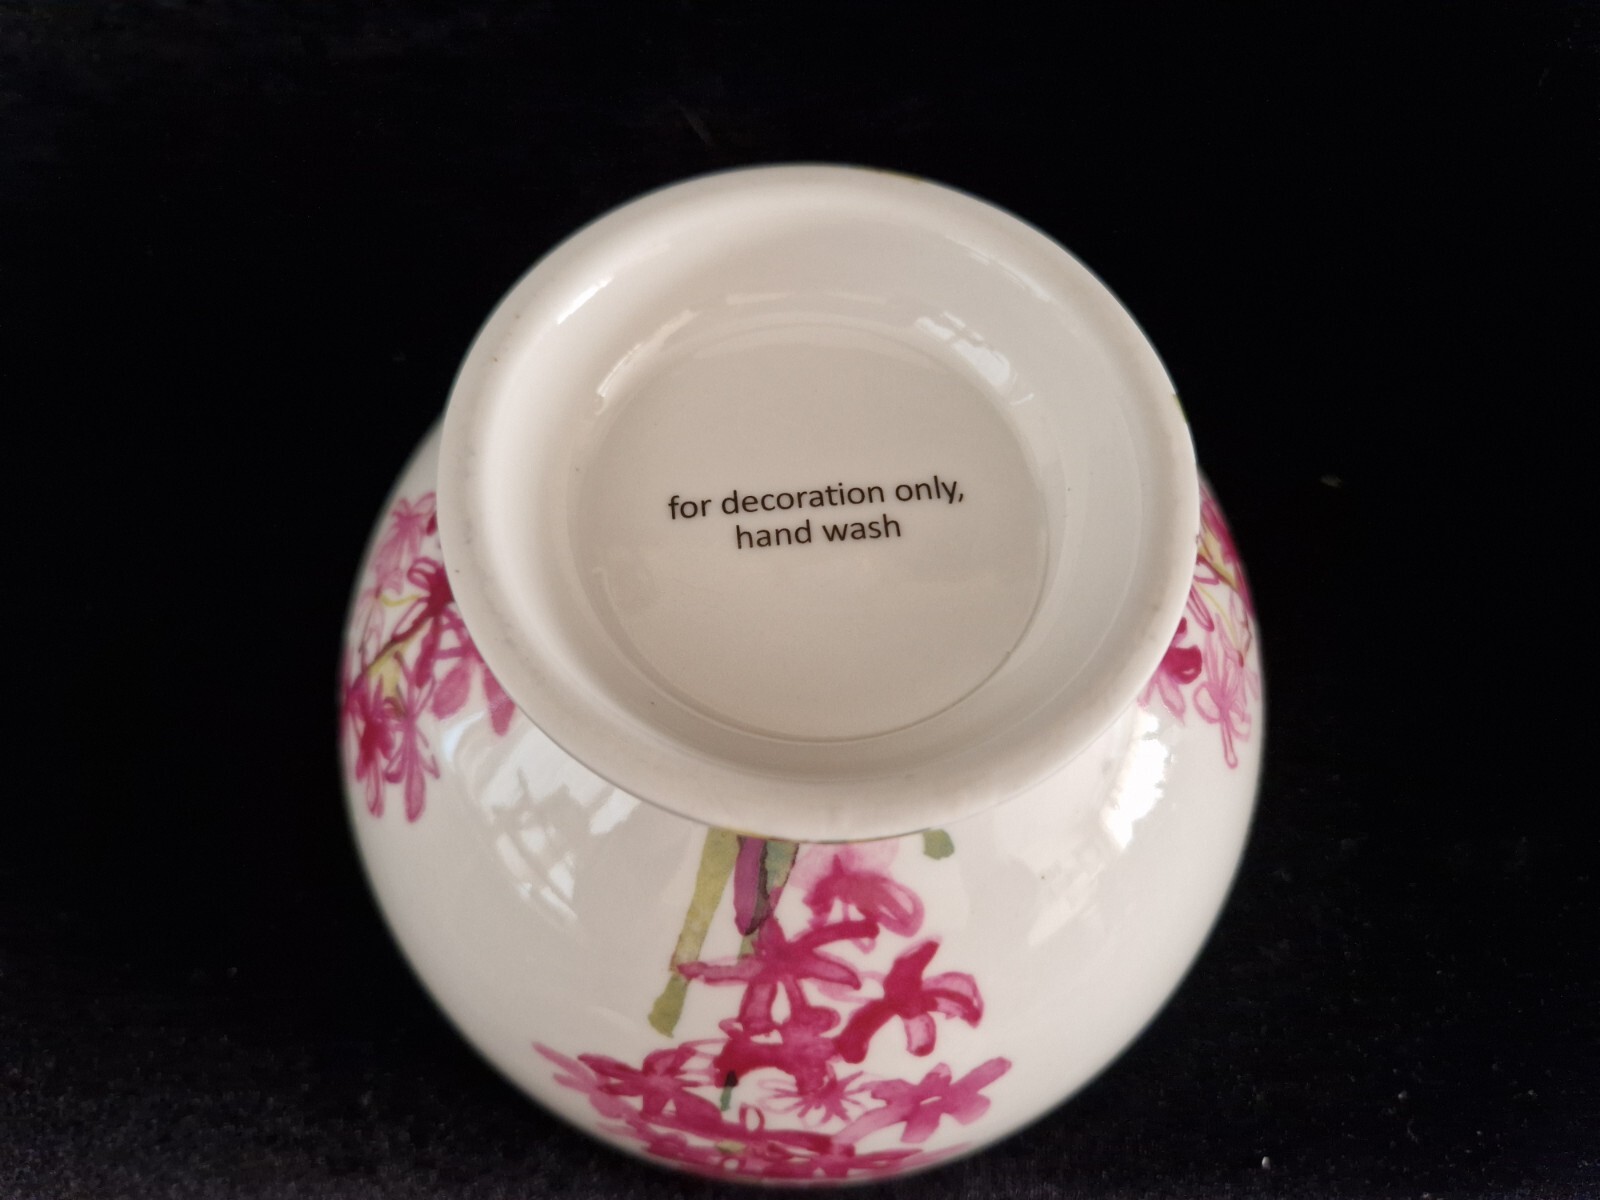 for decoration only,
hand wash